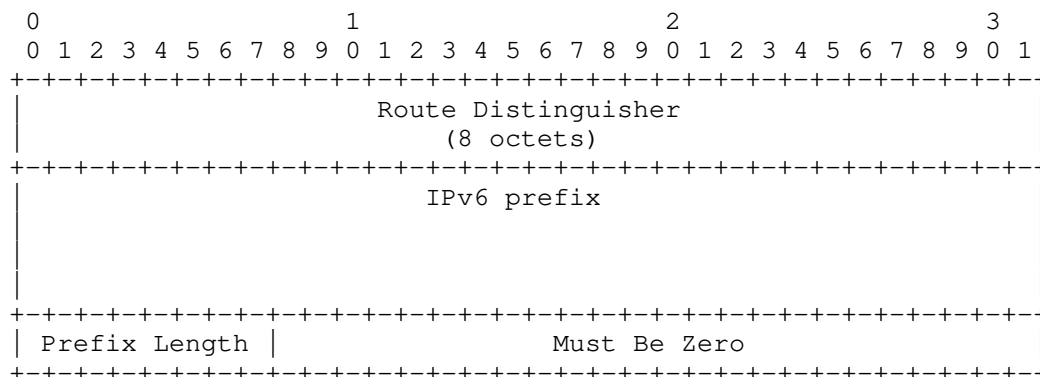 0                   1                   2                   3
 0 1 2 3 4 5 6 7 8 9 0 1 2 3 4 5 6 7 8 9 0 1 2 3 4 5 6 7 8 9 0 1
+-+-+-+-+-+-+-+-+-+-+-+-+-+-+-+-+-+-+-+-+-+-+-+-+-+-+-+-+-+-+-+-
|                      Route Distinguisher                      |
|                          (8 octets)                           |
+-+-+-+-+-+-+-+-+-+-+-+-+-+-+-+-+-+-+-+-+-+-+-+-+-+-+-+-+-+-+-+-
|                         IPv6 prefix                           |
|                                                               |
|                                                               |
|                                                               |
+-+-+-+-+-+-+-+-+-+-+-+-+-+-+-+-+-+-+-+-+-+-+-+-+-+-+-+-+-+-+-+-
| Prefix Length |                 Must Be Zero                  |
+-+-+-+-+-+-+-+-+-+-+-+-+-+-+-+-+-+-+-+-+-+-+-+-+-+-+-+-+-+-+-+-